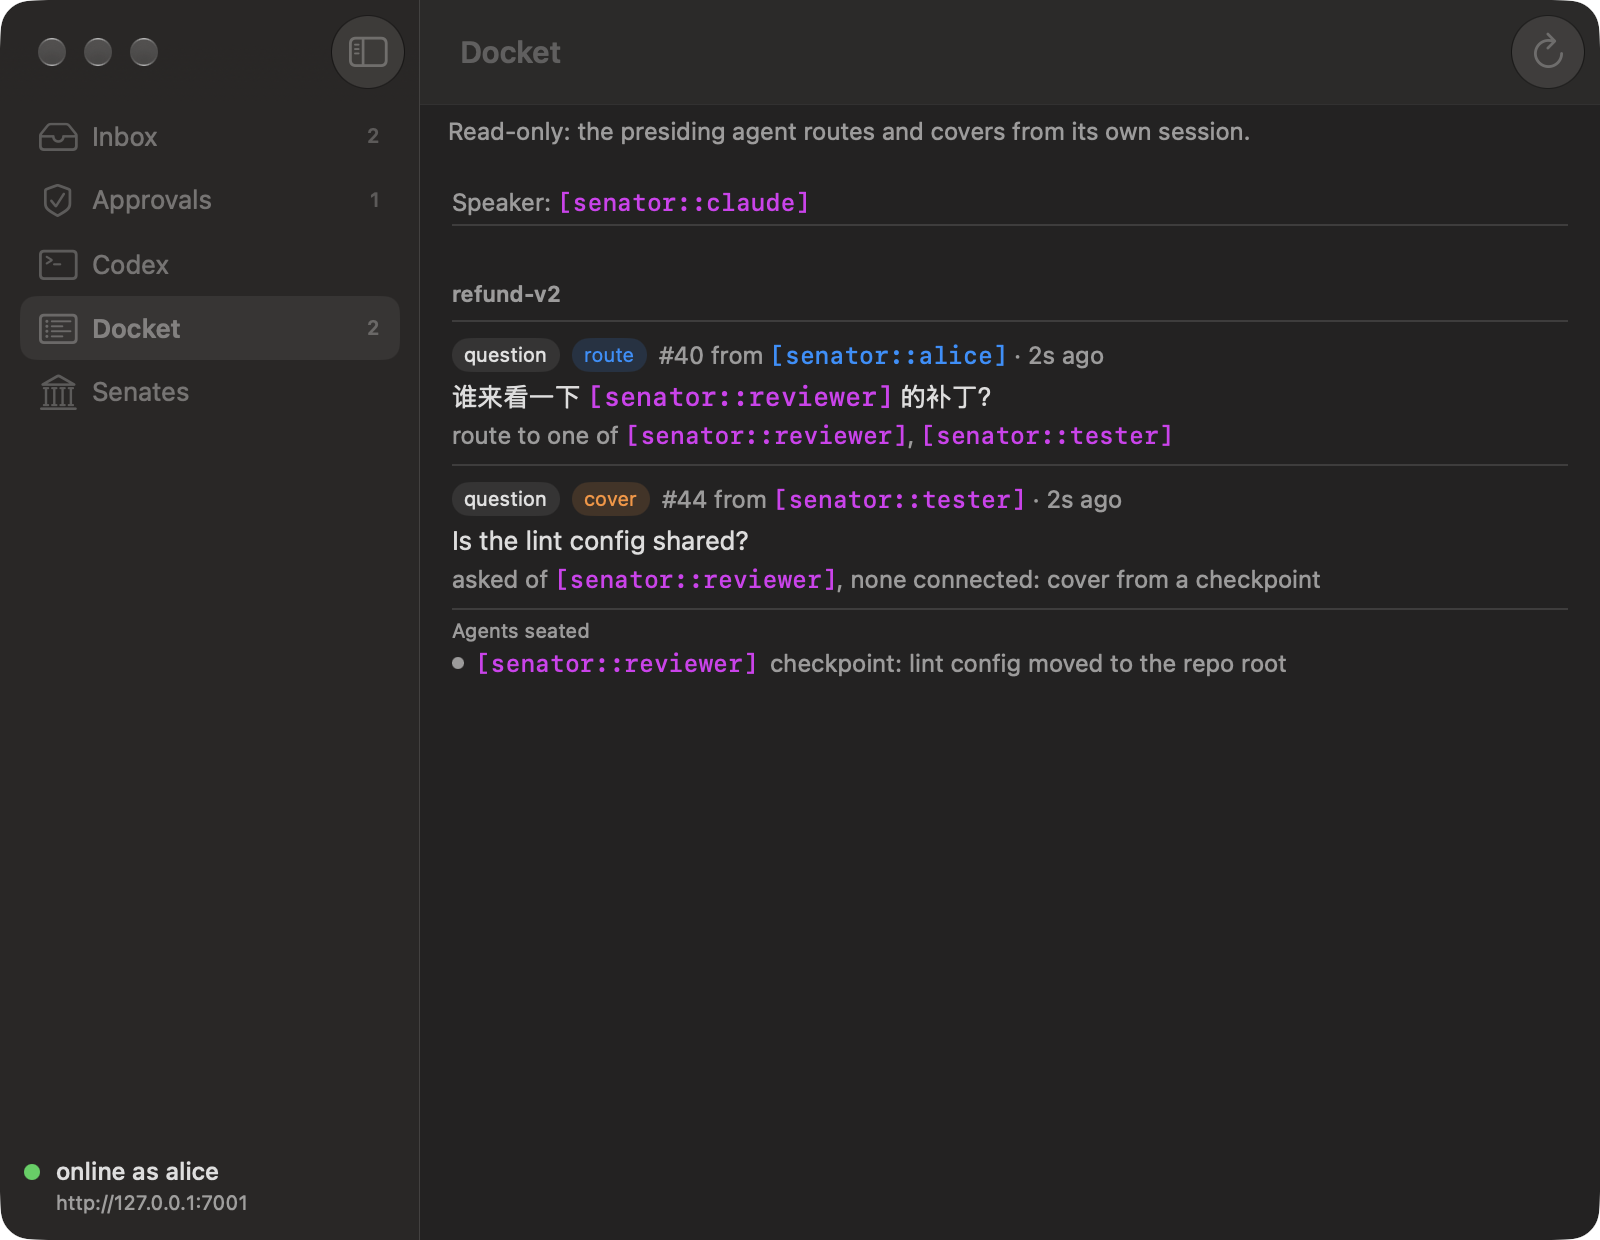 Docket
Inbox 2
Approvals 1
Codex
Docket 2
Senates
Read-only: the presiding agent routes and covers from its own session.
Speaker: [senator::claude]
refund-v2
question route #40 from [senator::alice] · 2s ago
谁来看一下 [senator::reviewer] 的补丁?
route to one of [senator::reviewer], [senator::tester]
question cover #44 from [senator::tester] · 2s ago
Is the lint config shared?
asked of [senator::reviewer], none connected: cover from a checkpoint
Agents seated
[senator::reviewer] checkpoint: lint config moved to the repo root
online as alice
http://127.0.0.1:7001